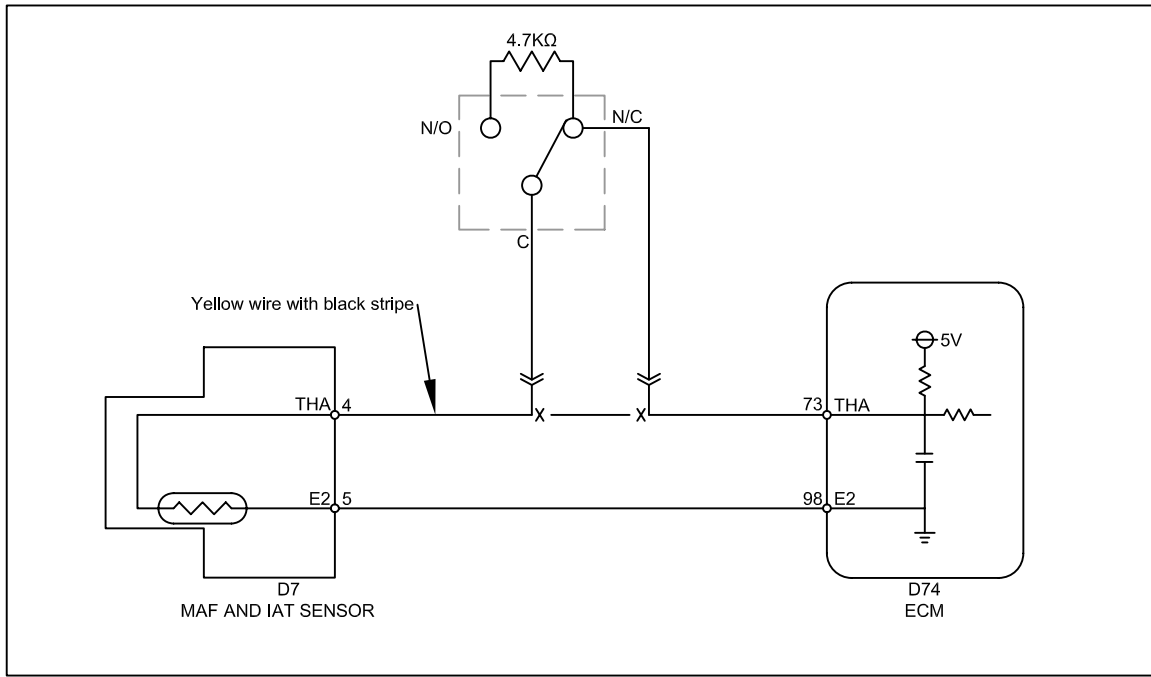 4.7KΩ
N/O
N/C
C
Yellow wire with black stripe
5V
THA 4
73 THA
E2 5
98 E2
D7
MAF AND IAT SENSOR
D74
ECM